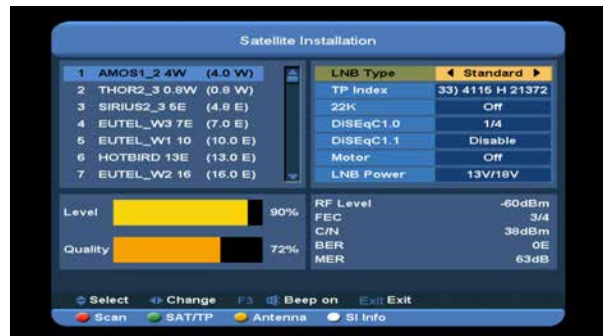 Satellite Installation
1 AMOS1_2 4W (4.0 W)
2 THOR2_3 0.8W (0.8 W)
3 SIRIUS2_3 5E (4.8 E)
4 EUTEL_W3 7E (7.0 E)
5 EUTEL_W1 10 (10.0 E)
6 HOTBIRD 13E (13.0 E)
7 EUTEL_W2 16 (16.0 E)
LNB Type Standard
TP Index 33) 4115 H 21372
22K Off
DiSEqC1.0 1/4
DiSEqC1.1 Disable
Motor Off
LNB Power 13V/18V
Level 90%
Quality 72%
RF Level -60dBm
FEC 3/4
C/N 38dBm
BER 0E
MER 63dB
Select Change F3 Beep on Exit Exit
Scan SAT/TP Antenna SI Info